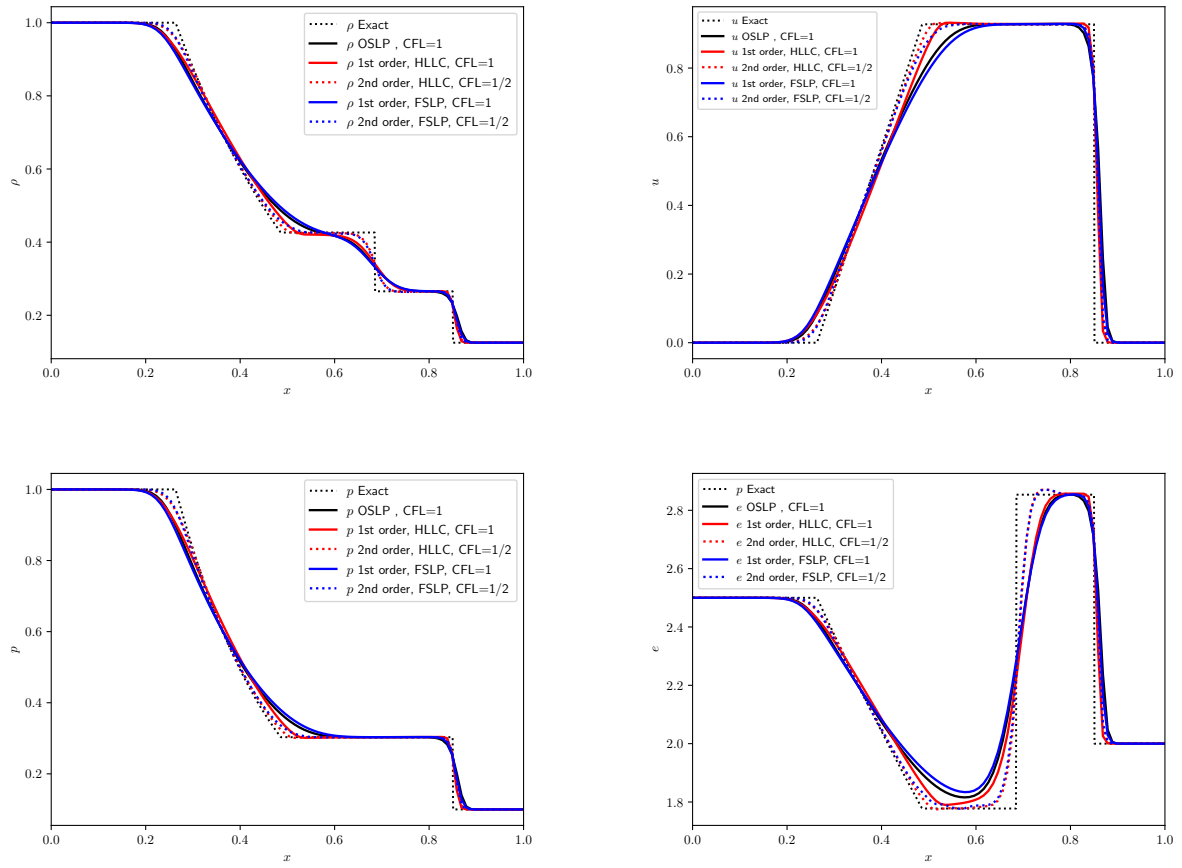 1.0
0.8
0.6
0.4
0.2
ρ
0.0 0.2 0.4 0.6 0.8 1.0
x
ρ Exact
ρ OSLP , CFL=1
ρ 1st order, HLLC, CFL=1
ρ 2nd order, HLLC, CFL=1/2
ρ 1st order, FSLP, CFL=1
ρ 2nd order, FSLP, CFL=1/2
0.8
0.6
0.4
0.2
0.0
u
0.0 0.2 0.4 0.6 0.8 1.0
x
u Exact
u OSLP , CFL=1
u 1st order, HLLC, CFL=1
u 2nd order, HLLC, CFL=1/2
u 1st order, FSLP, CFL=1
u 2nd order, FSLP, CFL=1/2
1.0
0.8
0.6
0.4
0.2
p
0.0 0.2 0.4 0.6 0.8 1.0
x
p Exact
p OSLP , CFL=1
p 1st order, HLLC, CFL=1
p 2nd order, HLLC, CFL=1/2
p 1st order, FSLP, CFL=1
p 2nd order, FSLP, CFL=1/2
2.8
2.6
2.4
2.2
2.0
1.8
e
0.0 0.2 0.4 0.6 0.8 1.0
x
p Exact
e OSLP , CFL=1
e 1st order, HLLC, CFL=1
e 2nd order, HLLC, CFL=1/2
e 1st order, FSLP, CFL=1
e 2nd order, FSLP, CFL=1/2